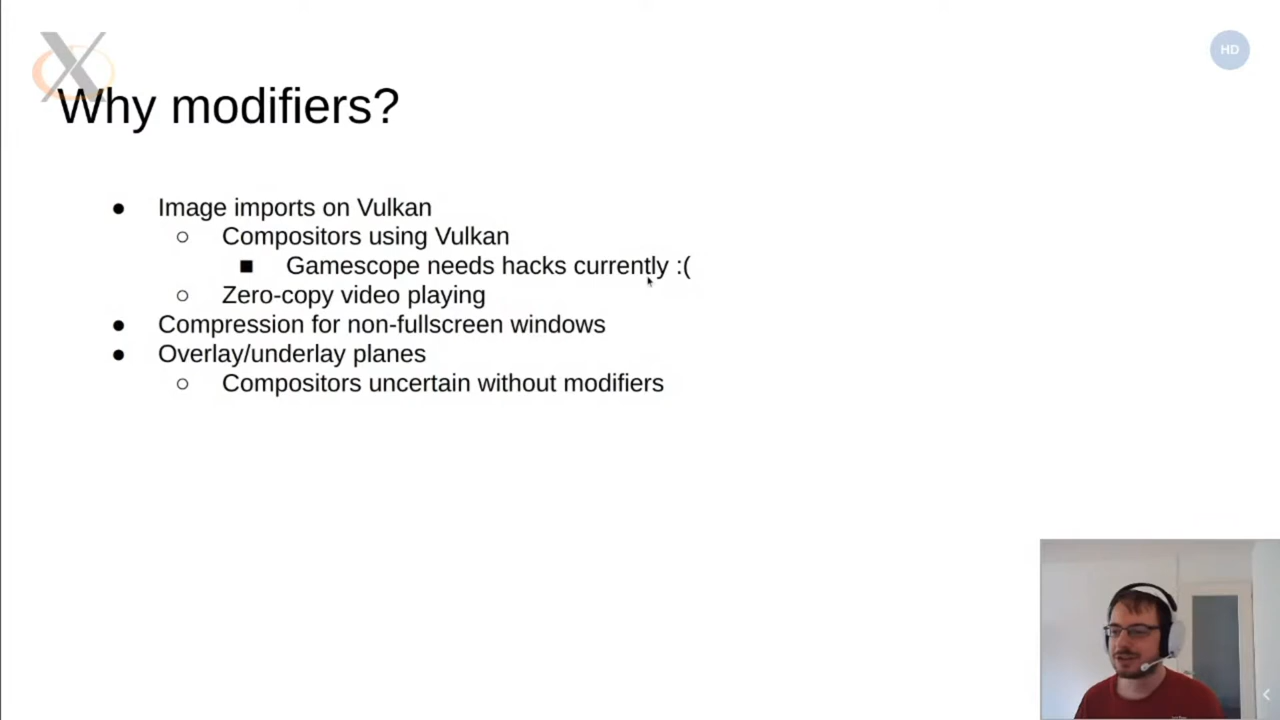 HD
Why modifiers?
● Image imports on Vulkan
○ Compositors using Vulkan
■ Gamescope needs hacks currently :(
○ Zero-copy video playing
● Compression for non-fullscreen windows
● Overlay/underlay planes
○ Compositors uncertain without modifiers